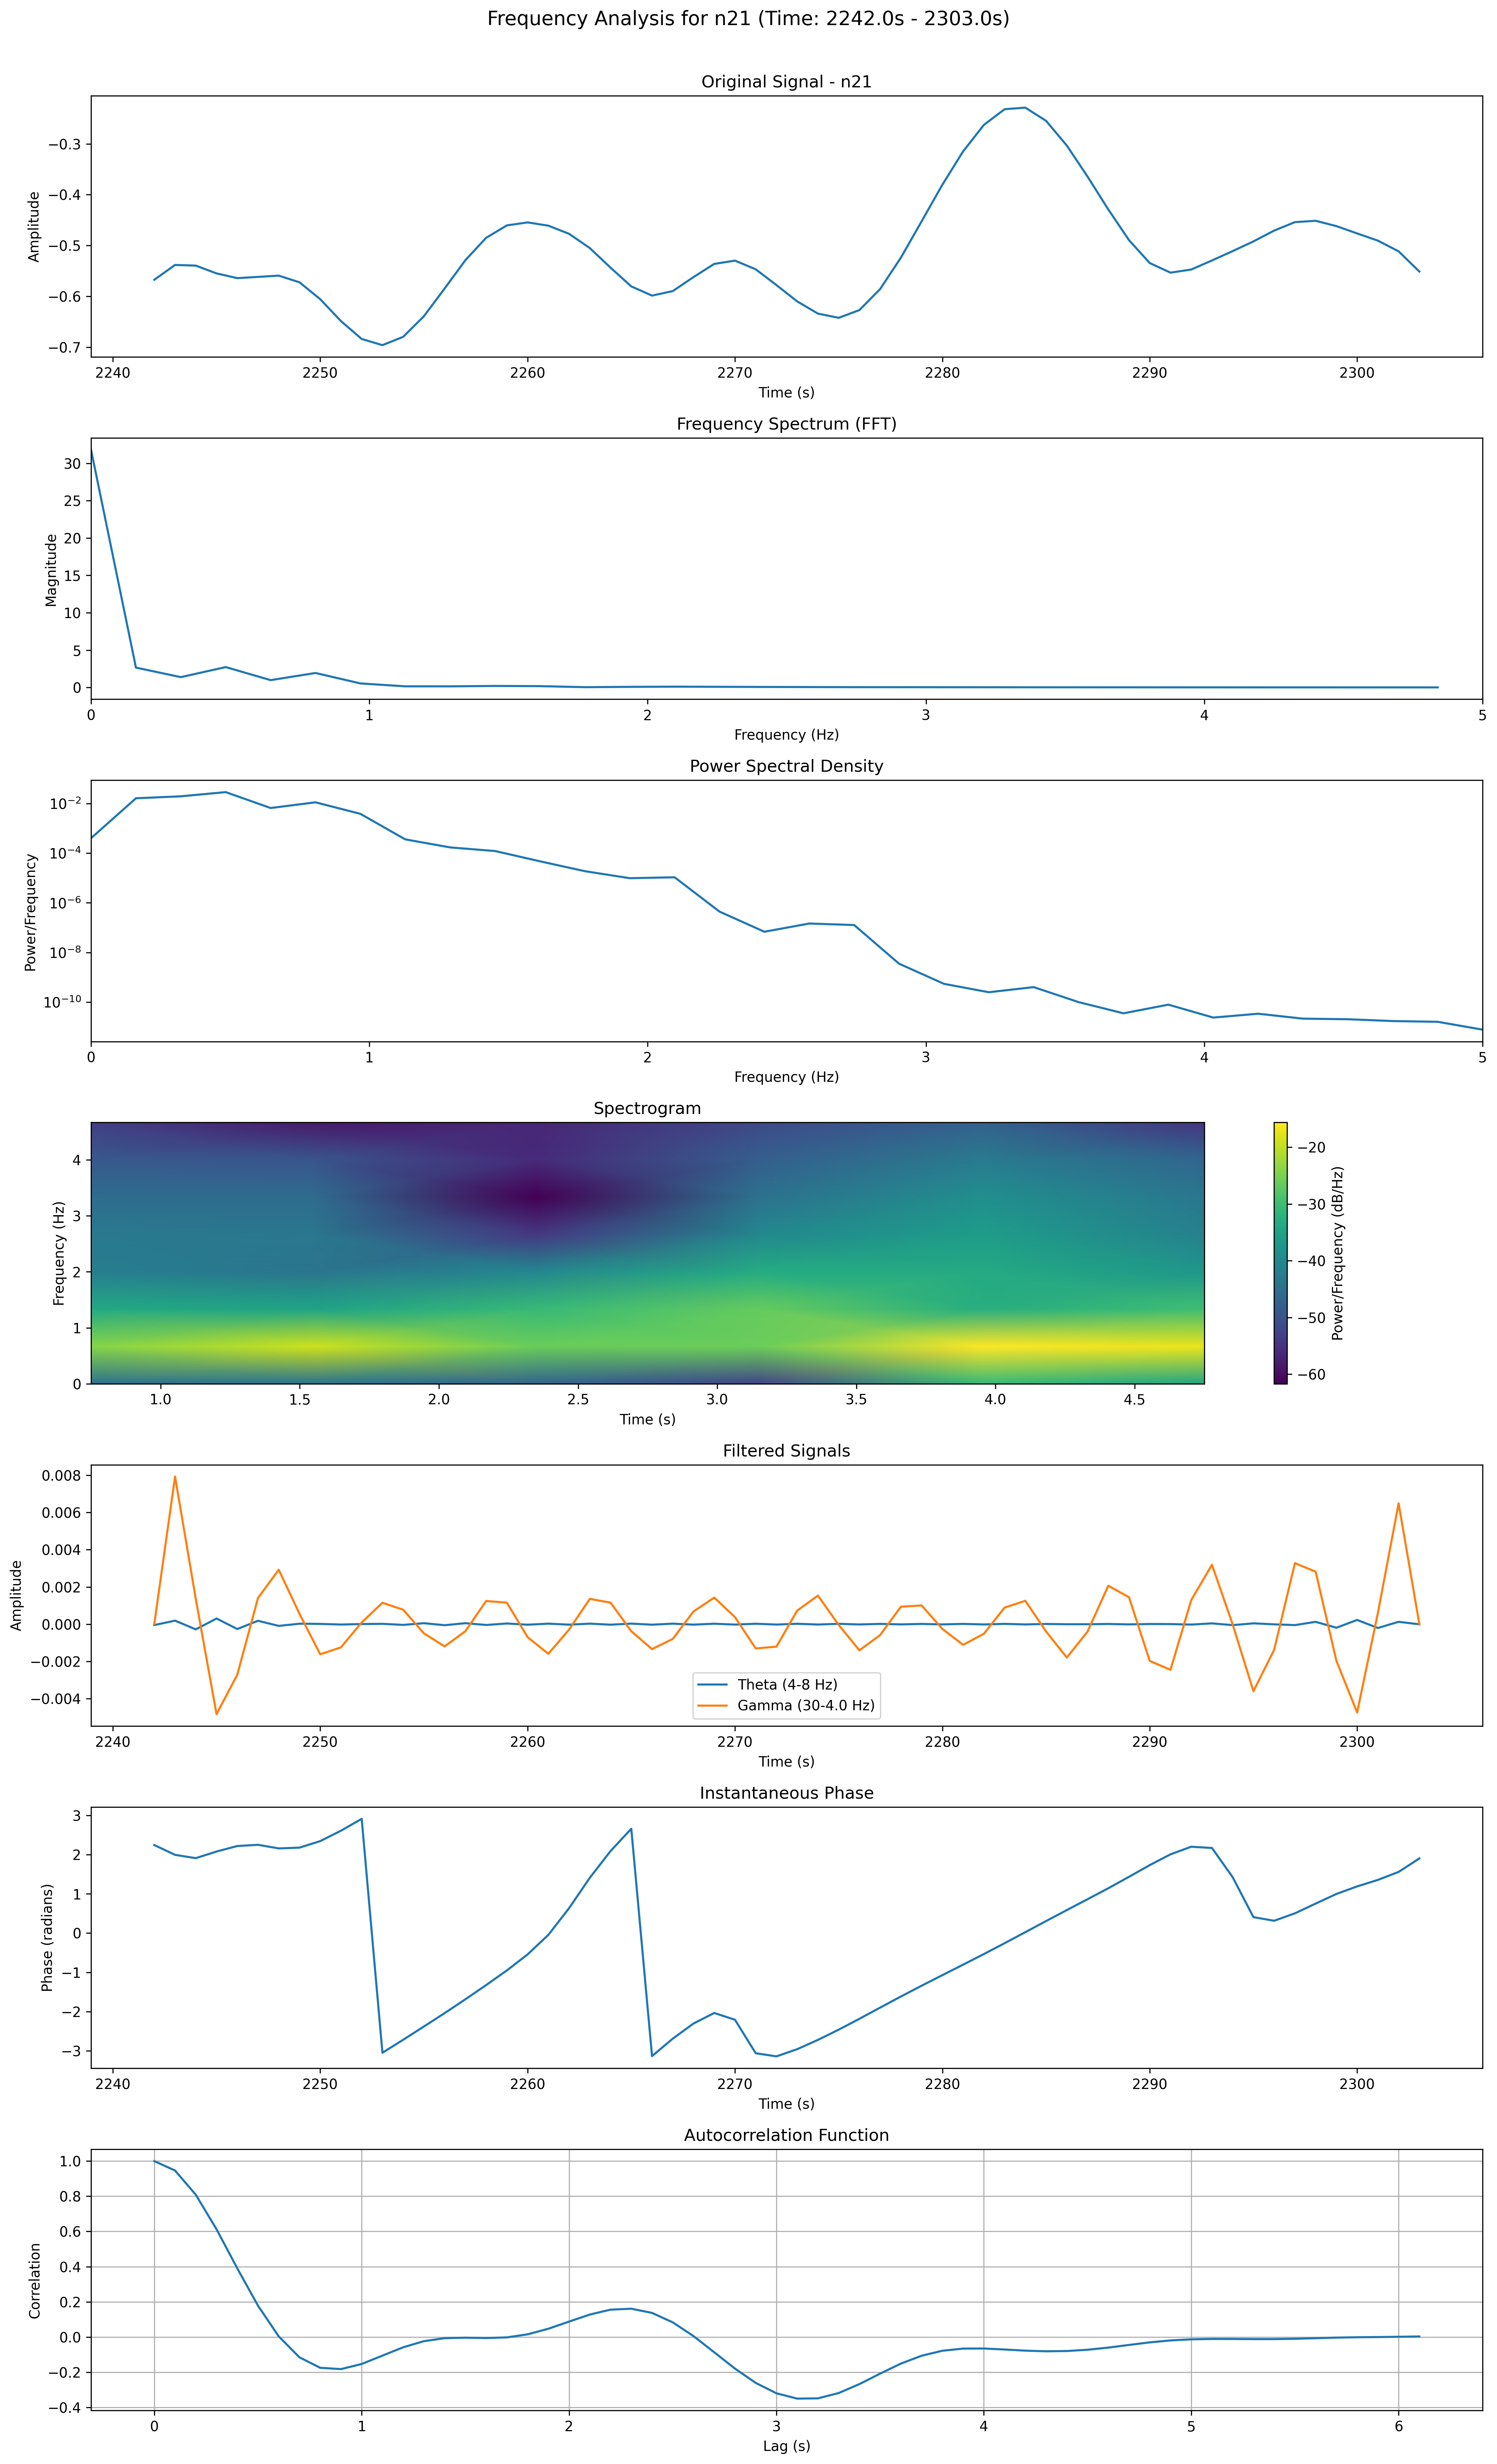 Frequency Analysis for n21 (Time: 2242.0s - 2303.0s)
Original Signal - n21
Amplitude
−0.3
−0.4
−0.5
−0.6
−0.7
2240 2250 2260 2270 2280 2290 2300
Time (s)
Frequency Spectrum (FFT)
Magnitude
30
25
20
15
10
5
0
0 1 2 3 4 5
Frequency (Hz)
Power Spectral Density
Power/Frequency
10⁻²
10⁻⁴
10⁻⁶
10⁻⁸
10⁻¹⁰
0 1 2 3 4 5
Frequency (Hz)
Spectrogram
Frequency (Hz)
4
3
2
1
0
1.0 1.5 2.0 2.5 3.0 3.5 4.0 4.5
Time (s)
−20
−30
−40
−50
−60
Power/Frequency (dB/Hz)
Filtered Signals
Amplitude
0.008
0.006
0.004
0.002
0.000
−0.002
−0.004
Theta (4-8 Hz)
Gamma (30-4.0 Hz)
2240 2250 2260 2270 2280 2290 2300
Time (s)
Instantaneous Phase
Phase (radians)
3
2
1
0
−1
−2
−3
2240 2250 2260 2270 2280 2290 2300
Time (s)
Autocorrelation Function
Correlation
1.0
0.8
0.6
0.4
0.2
0.0
−0.2
−0.4
0 1 2 3 4 5 6
Lag (s)